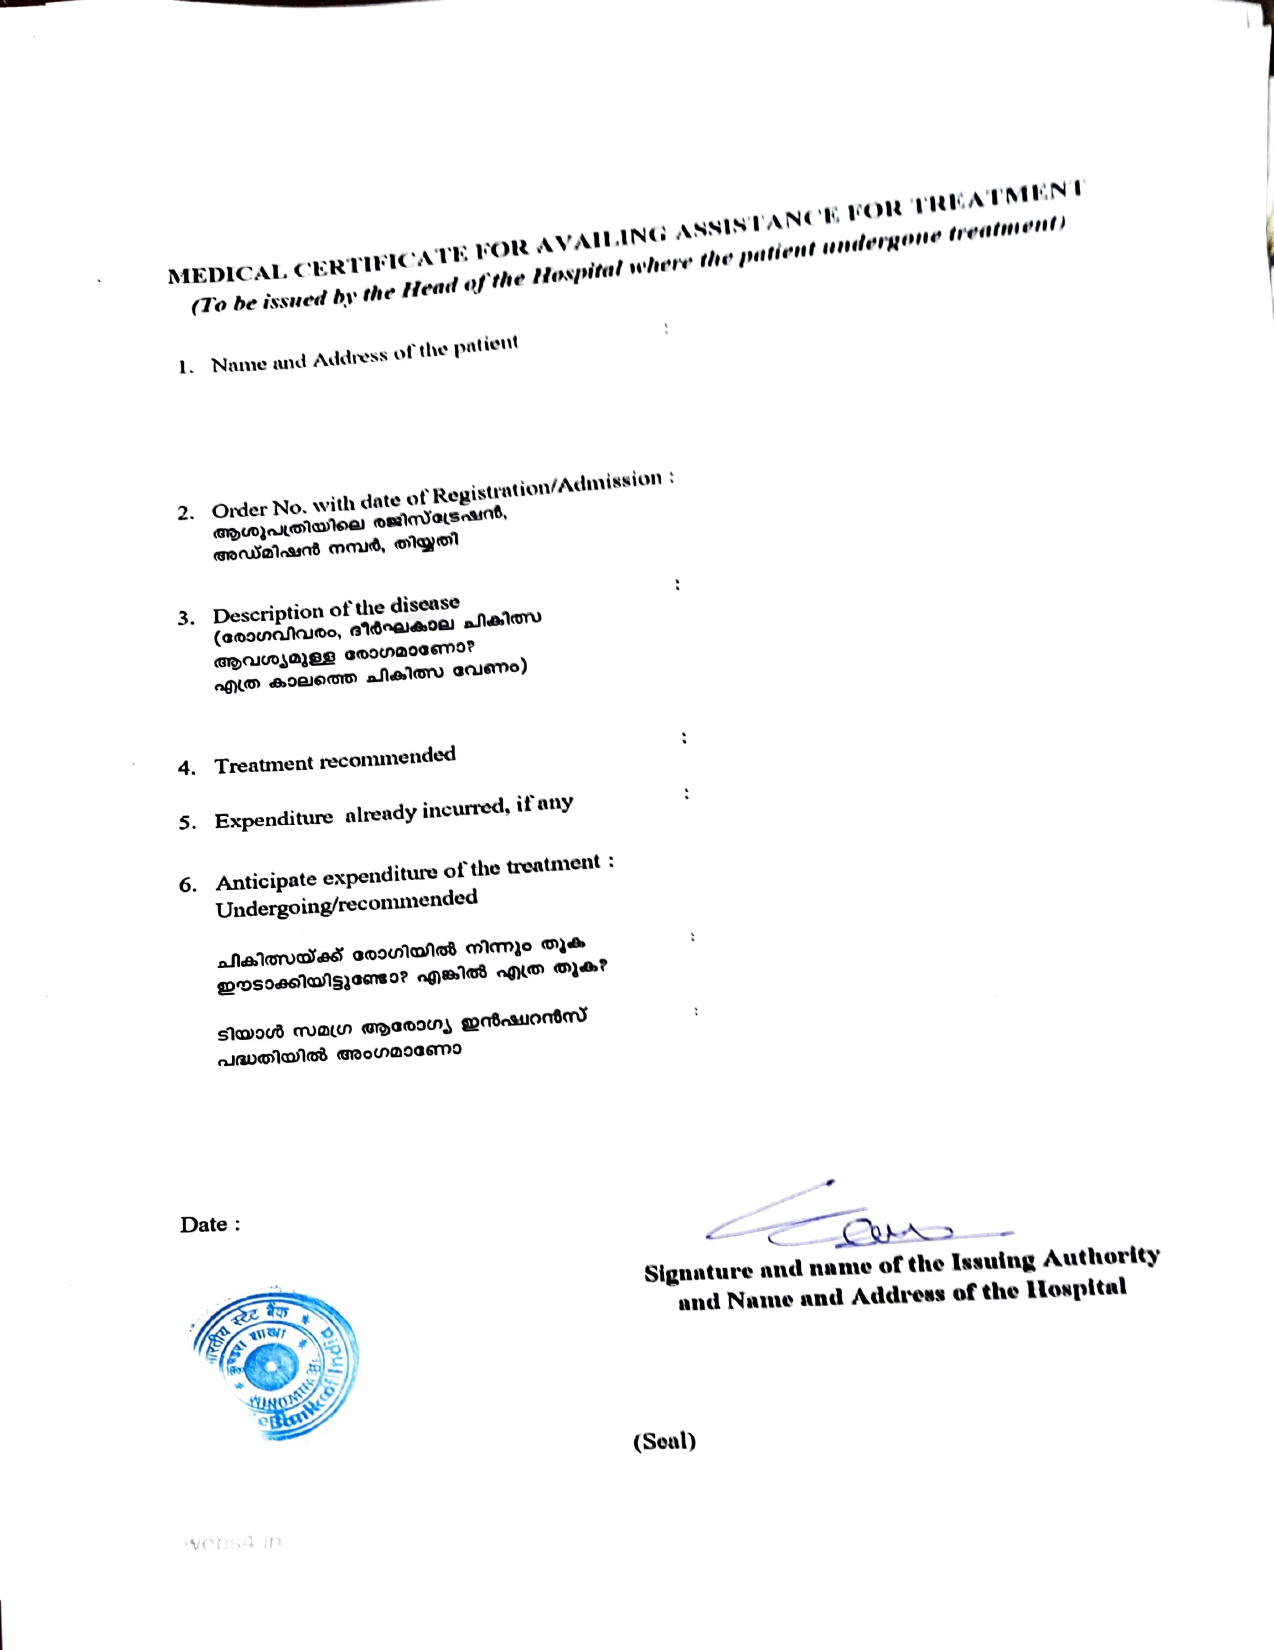 MEDICAL CERTIFICATE FOR AVAILING ASSISTANCE FOR TREATMENT
(To be issued by the Head of the Hospital where the patient undergone treatment)
1. Name and Address of the patient :
2. Order No. with date of Registration/Admission :
ആശുപത്രിയിലെ രജിസ്ട്രേഷൻ,
അഡ്മിഷൻ നമ്പർ, തിയ്യതി
3. Description of the disease :
(രോഗവിവരം, ദീർഘകാല ചികിത്സ
ആവശ്യമുള്ള രോഗമാണോ?
എത്ര കാലത്തെ ചികിത്സ വേണം)
4. Treatment recommended :
5. Expenditure already incurred, if any :
6. Anticipate expenditure of the treatment :
Undergoing/recommended
ചികിത്സയ്ക്ക് രോഗിയിൽ നിന്നും തുക :
ഈടാക്കിയിട്ടുണ്ടോ? എങ്കിൽ എത്ര തുക?
ടിയാൾ സമഗ്ര ആരോഗ്യ ഇൻഷുറൻസ് :
പദ്ധതിയിൽ അംഗമാണോ
Date :
Signature and name of the Issuing Authority
and Name and Address of the Hospital
भारतीय स्टेट बैंक
शाखा
Bank of India
(Seal)
webs4.in